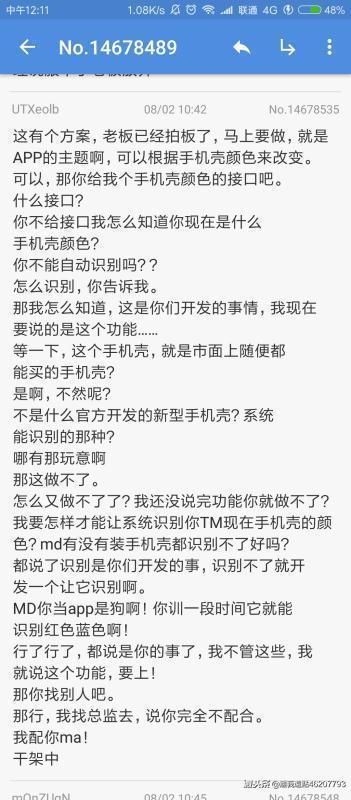 中午12:11
1.08K/s
联通 4G
48%
No.14678489
UTXeolb
08/02 10:42
No.14678535
这有个方案，老板已经拍板了，马上要做，就是
APP的主题啊，可以根据手机壳颜色来改变。
可以，那你给我个手机壳颜色的接口吧。
什么接口？
你不给接口我怎么知道你现在是什么
手机壳颜色？
你不能自动识别吗？？
怎么识别，你告诉我。
那我怎么知道，这是你们开发的事情，我现在
要说的是这个功能……
等一下，这个手机壳，就是市面上随便都
能买的手机壳？
是啊，不然呢？
不是什么官方开发的新型手机壳？系统
能识别的那种？
哪有那玩意啊
那这做不了。
怎么又做不了了？我还没说完功能你就做不了？
我要怎样才能让系统识别你TM现在手机壳的颜
色？md有没有装手机壳都识别不了好吗？
都说了识别是你们开发的事，识别不了就开
发一个让它识别啊。
MD你当app是狗啊！你训一段时间它就能
识别红色蓝色啊！
行了行了，都说是你的事了，我不管这些，我
就说这个功能，要上！
那你找别人吧。
那行，我找总监去，说你完全不配合。
我配你ma！
干架中
mOnZUgN
08/02 10:45
No.14678548